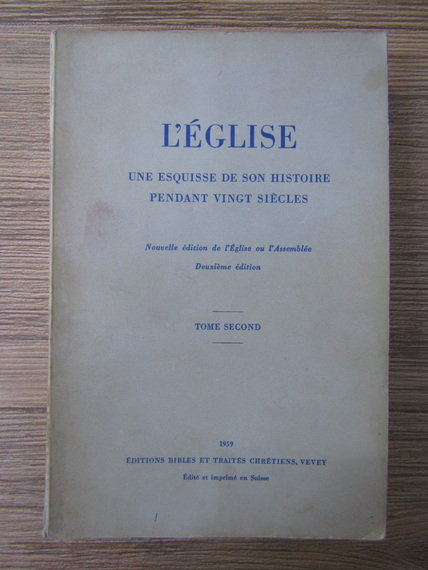 L'ÉGLISE
UNE ESQUISSE DE SON HISTOIRE
PENDANT VINGT SIÈCLES
Nouvelle édition de l'Église ou l'Assemblée
Deuxième édition
TOME SECOND
1959
ÉDITIONS BIBLES ET TRAITÉS CHRÉTIENS, VEVEY
Édité et imprimé en Suisse